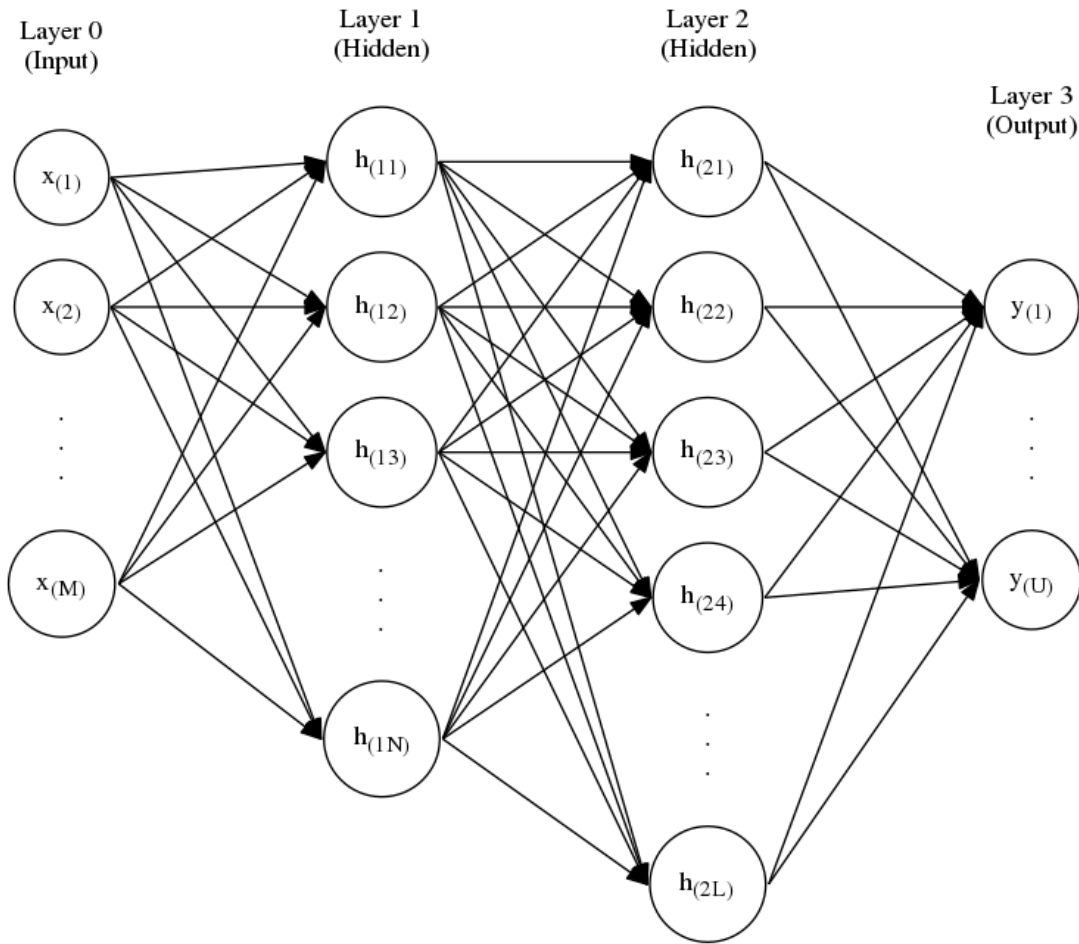 Layer 0
(Input)
Layer 1
(Hidden)
Layer 2
(Hidden)
Layer 3
(Output)
x(1)
x(2)
.
.
.
x(M)
h(11)
h(12)
h(13)
.
.
.
h(1N)
h(21)
h(22)
h(23)
h(24)
.
.
.
h(2L)
y(1)
.
.
.
y(U)